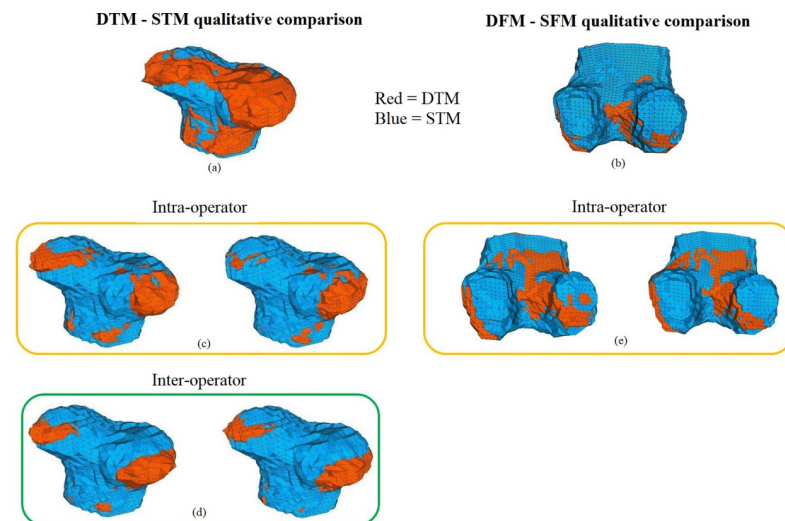 DTM - STM qualitative comparison
DFM - SFM qualitative comparison
Red = DTM
Blue = STM
(a)
(b)
Intra-operator
Intra-operator
(c)
(e)
Inter-operator
(d)